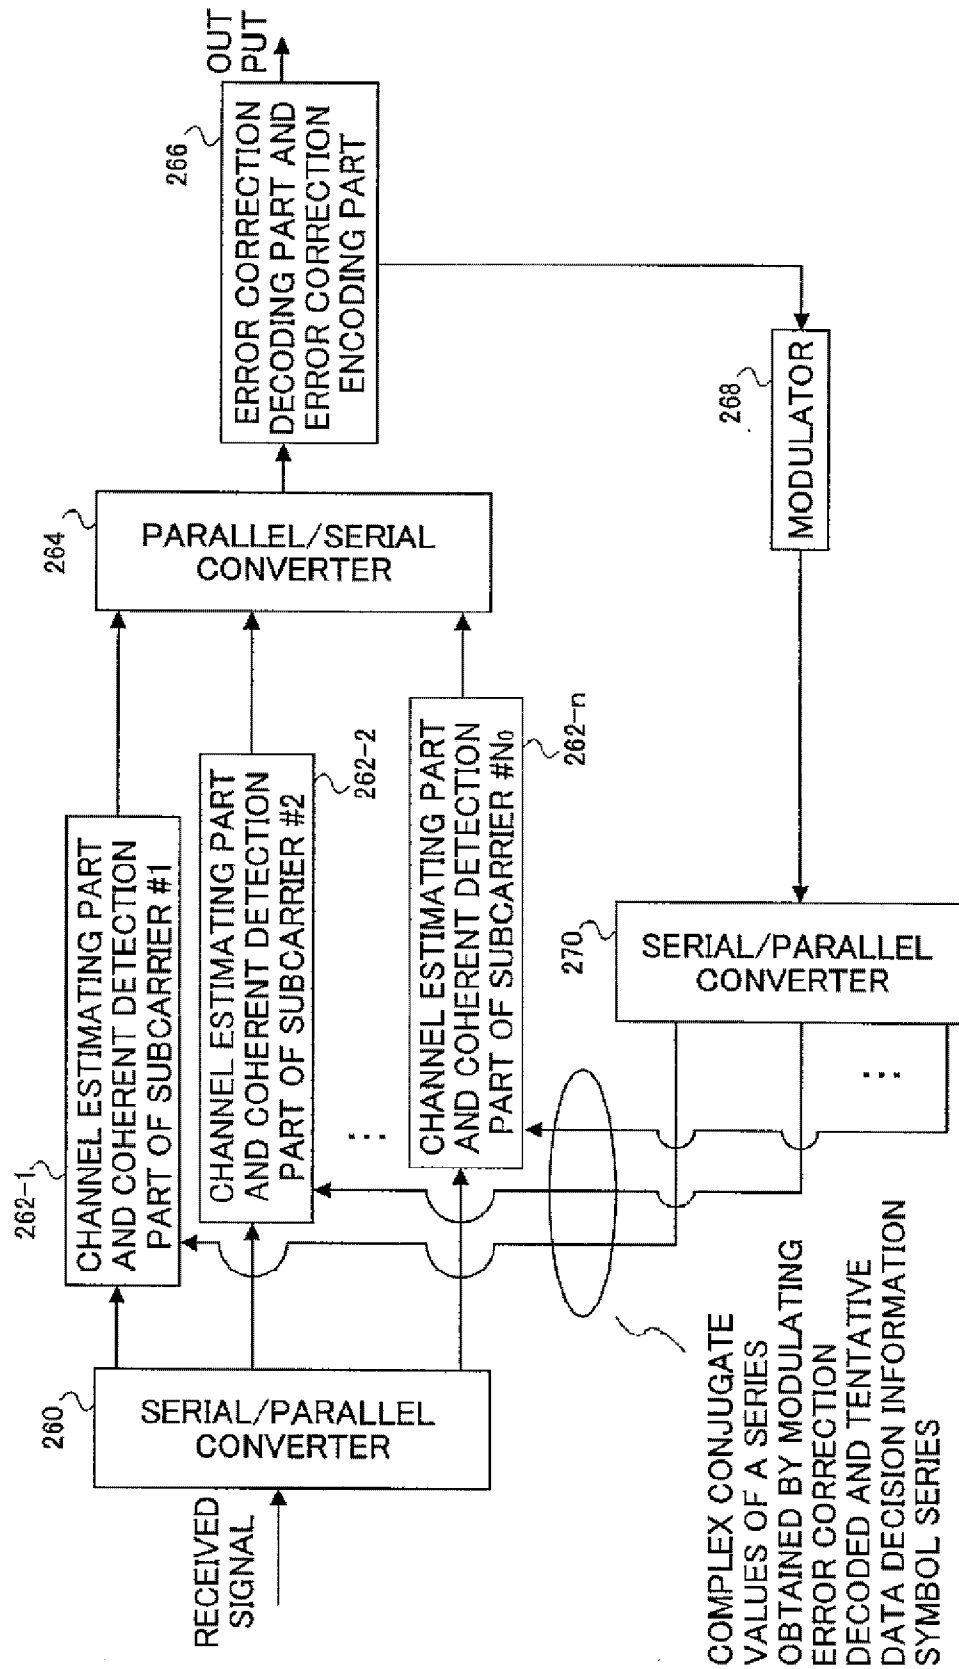 RECEIVED
SIGNAL
260
SERIAL/PARALLEL
CONVERTER
262-1
CHANNEL ESTIMATING PART
AND COHERENT DETECTION
PART OF SUBCARRIER #1
CHANNEL ESTIMATING PART
AND COHERENT DETECTION
PART OF SUBCARRIER #2
262-2
...
CHANNEL ESTIMATING PART
AND COHERENT DETECTION
PART OF SUBCARRIER #N₀
262-n
264
PARALLEL/SERIAL
CONVERTER
266
ERROR CORRECTION
DECODING PART AND
ERROR CORRECTION
ENCODING PART
OUT
PUT
268
MODULATOR
270
SERIAL/PARALLEL
CONVERTER
...
COMPLEX CONJUGATE
VALUES OF A SERIES
OBTAINED BY MODULATING
ERROR CORRECTION
DECODED AND TENTATIVE
DATA DECISION INFORMATION
SYMBOL SERIES